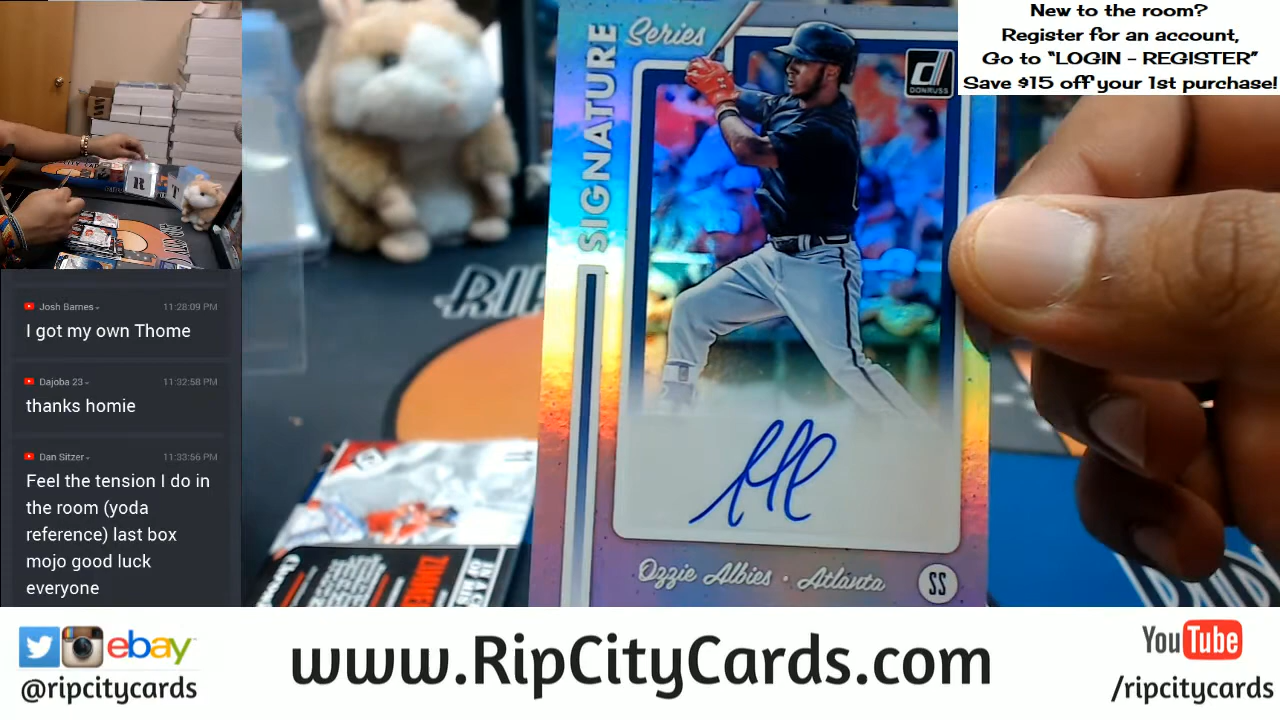 New to the room?
Register for an account,
Go to “LOGIN - REGISTER”
Save $15 off your 1st purchase!
SIGNATURE
Series
d
DONRUSS
Ozzie Albies • Atlanta
SS
RIP
R
T
Josh Barnes
11:28:09 PM
I got my own Thome
Dajoba 23
11:32:58 PM
thanks homie
Dan Sitzer
11:33:56 PM
Feel the tension I do in
the room (yoda
reference) last box
mojo good luck
everyone
ebay
@ripcitycards
www.RipCityCards.com
YouTube
/ripcitycards